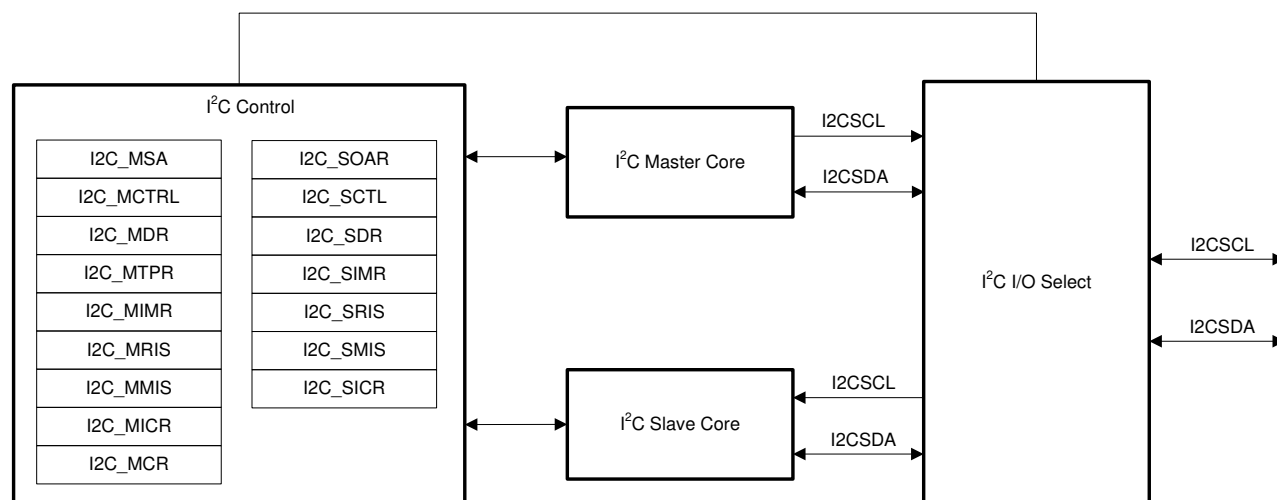 I²C Control
I2C_MSA
I2C_MCTRL
I2C_MDR
I2C_MTPR
I2C_MIMR
I2C_MRIS
I2C_MMIS
I2C_MICR
I2C_MCR
I2C_SOAR
I2C_SCTL
I2C_SDR
I2C_SIMR
I2C_SRIS
I2C_SMIS
I2C_SICR
I²C Master Core
I2CSCL
I2CSDA
I²C Slave Core
I2CSCL
I2CSDA
I²C I/O Select
I2CSCL
I2CSDA